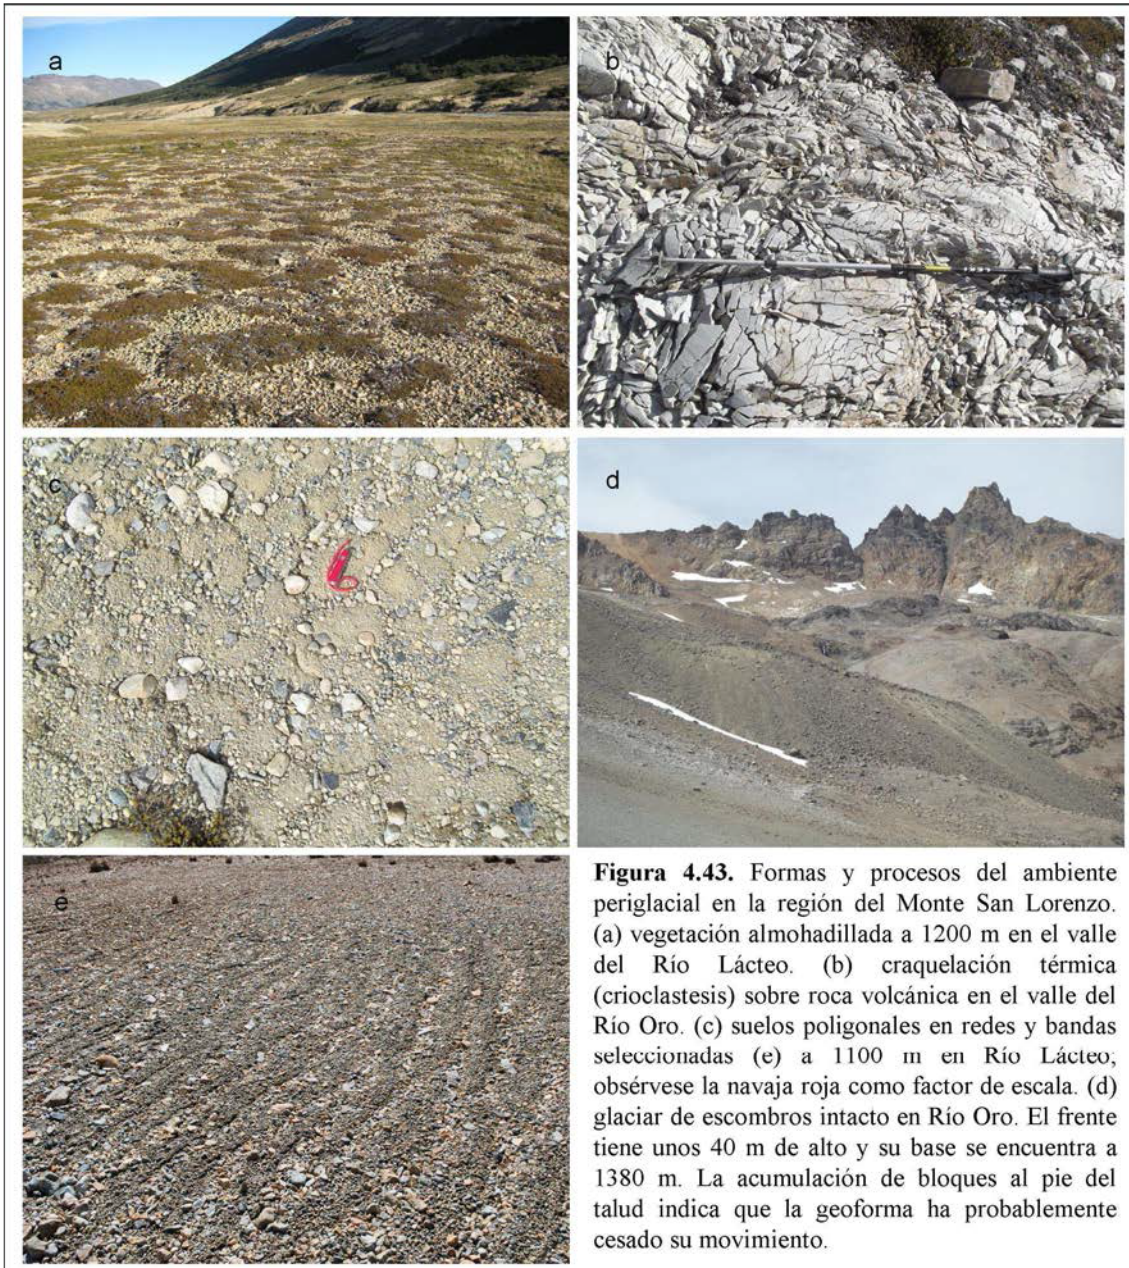 a
b
c
d
e
Figura 4.43. Formas y procesos del ambiente
periglacial en la región del Monte San Lorenzo.
(a) vegetación almohadillada a 1200 m en el valle
del Río Lácteo. (b) craquelación térmica
(crioclastesis) sobre roca volcánica en el valle del
Río Oro. (c) suelos poligonales en redes y bandas
seleccionadas (e) a 1100 m en Río Lácteo;
obsérvese la navaja roja como factor de escala. (d)
glaciar de escombros intacto en Río Oro. El frente
tiene unos 40 m de alto y su base se encuentra a
1380 m. La acumulación de bloques al pie del
talud indica que la geoforma ha probablemente
cesado su movimiento.